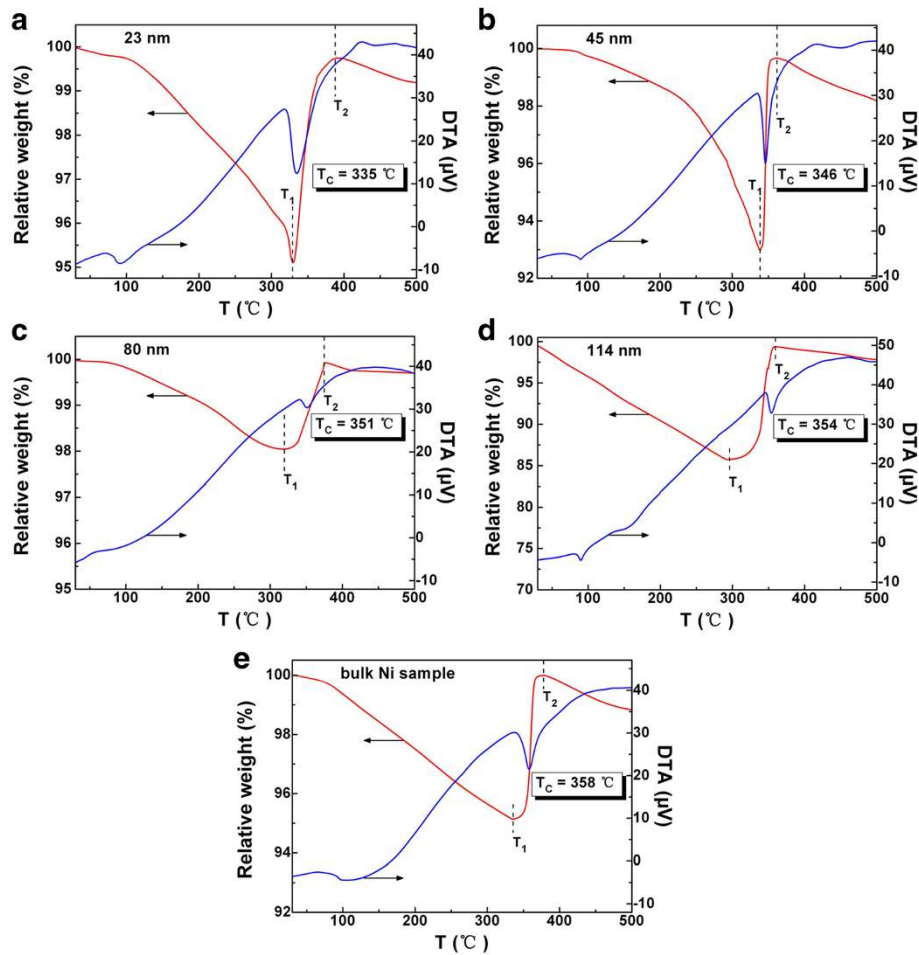 a
23 nm
Relative weight (%)
100
99
98
97
96
95
T₂
T₁
T_C = 335 ℃
40
30
20
10
0
-10
DTA (μV)
100 200 300 400 500
T (℃)
b
45 nm
Relative weight (%)
100
98
96
94
92
T₂
T₁
T_C = 346 ℃
40
30
20
10
0
-10
DTA (μV)
100 200 300 400 500
T (℃)
c
80 nm
Relative weight (%)
100
99
98
97
96
95
T₂
T₁
T_C = 351 ℃
40
30
20
10
0
-10
DTA (μV)
100 200 300 400 500
T (℃)
d
114 nm
Relative weight (%)
100
95
90
85
80
75
70
T₂
T₁
T_C = 354 ℃
50
40
30
20
10
0
-10
DTA (μV)
100 200 300 400 500
T (℃)
e
bulk Ni sample
Relative weight (%)
100
98
96
94
92
T₂
T₁
T_C = 358 ℃
40
30
20
10
0
-10
DTA (μV)
100 200 300 400 500
T (℃)